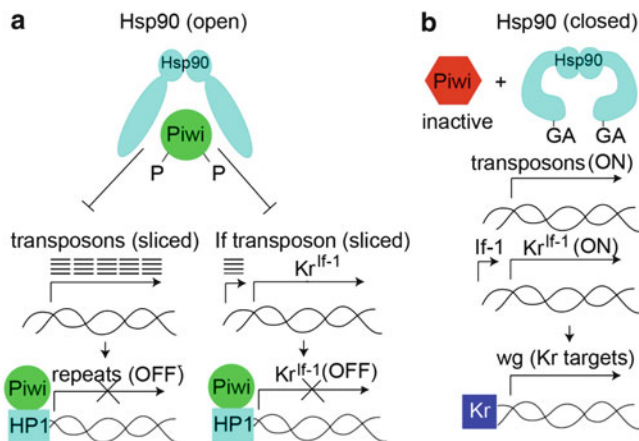 a
Hsp90 (open)
Hsp90
Piwi
P P
transposons (sliced)
If transposon (sliced)
Kr^If-1
Piwi
repeats (OFF)
HP1
Piwi
Kr^If-1 (OFF)
HP1
b
Hsp90 (closed)
Piwi
+
Hsp90
inactive
GA GA
transposons (ON)
If-1
Kr^If-1 (ON)
wg (Kr targets)
Kr